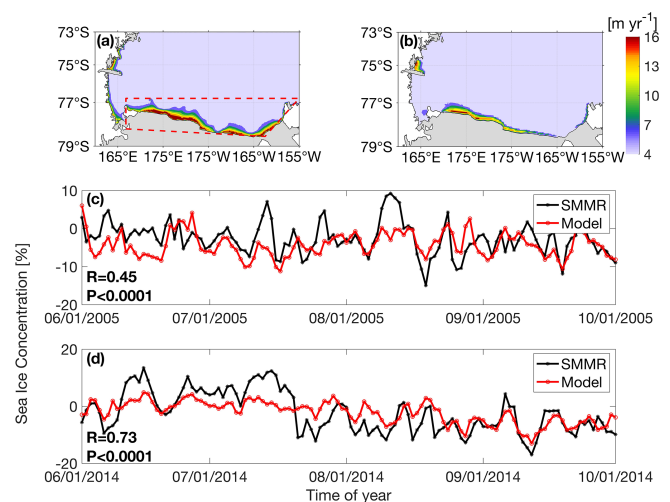 [m yr⁻¹]
73°S
(a)
75°S
77°S
79°S
165°E 175°E 175°W 165°W 155°W
73°S
(b)
75°S
77°S
79°S
165°E 175°E 175°W 165°W 155°W
16
13
10
7
4
Sea Ice Concentration [%]
10
0
-10
-20
(c)
SMMR
Model
R=0.45
P<0.0001
06/01/2005 07/01/2005 08/01/2005 09/01/2005 10/01/2005
20
0
-20
(d)
SMMR
Model
R=0.73
P<0.0001
06/01/2014 07/01/2014 08/01/2014 09/01/2014 10/01/2014
Time of year